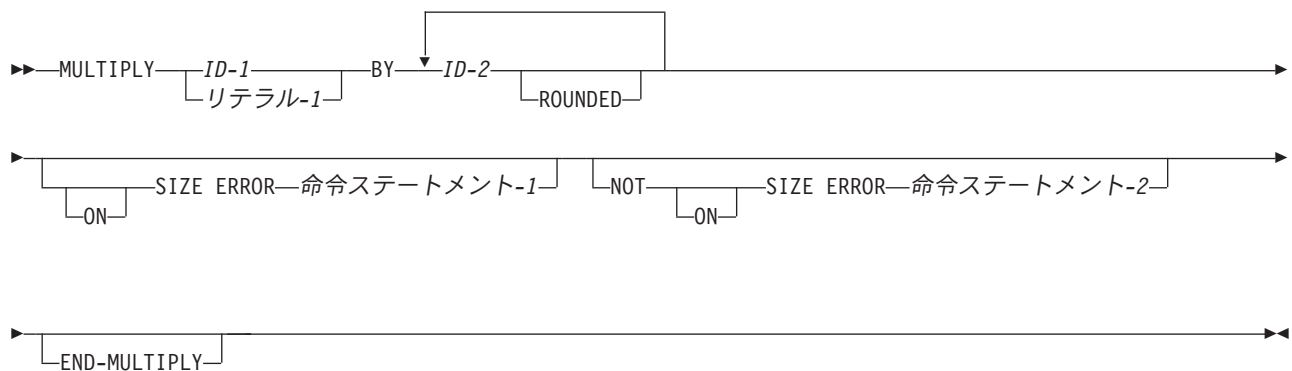 MULTIPLY ID-1 BY ID-2
リテラル-1 ROUNDED
SIZE ERROR 命令ステートメント-1 NOT SIZE ERROR 命令ステートメント-2
ON ON
END-MULTIPLY